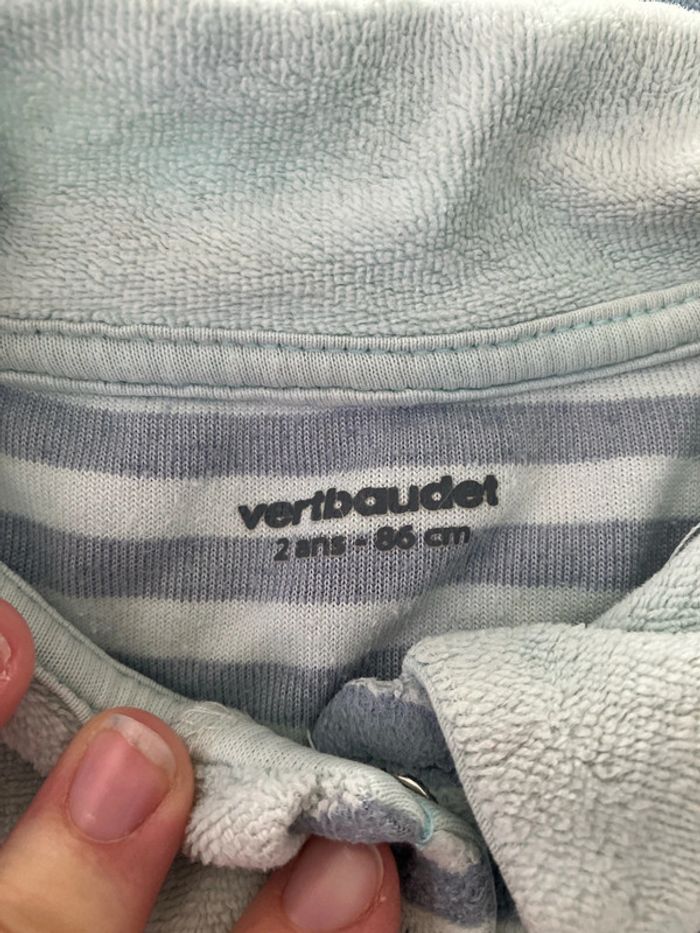 vertbaudet
2 ans - 86 cm